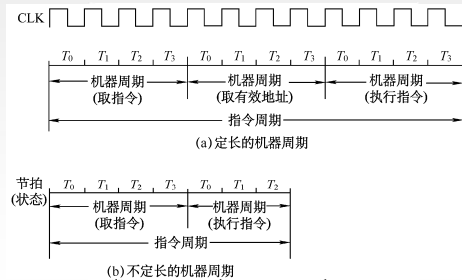 CLK
T0 T1 T2 T3 T0 T1 T2 T3 T0 T1 T2 T3
机器周期 机器周期 机器周期
(取指令) (取有效地址) (执行指令)
指令周期
(a)定长的机器周期
节拍
(状态)
T0 T1 T2 T3 T0 T1 T2
机器周期 机器周期
(取指令) (执行指令)
指令周期
(b)不定长的机器周期